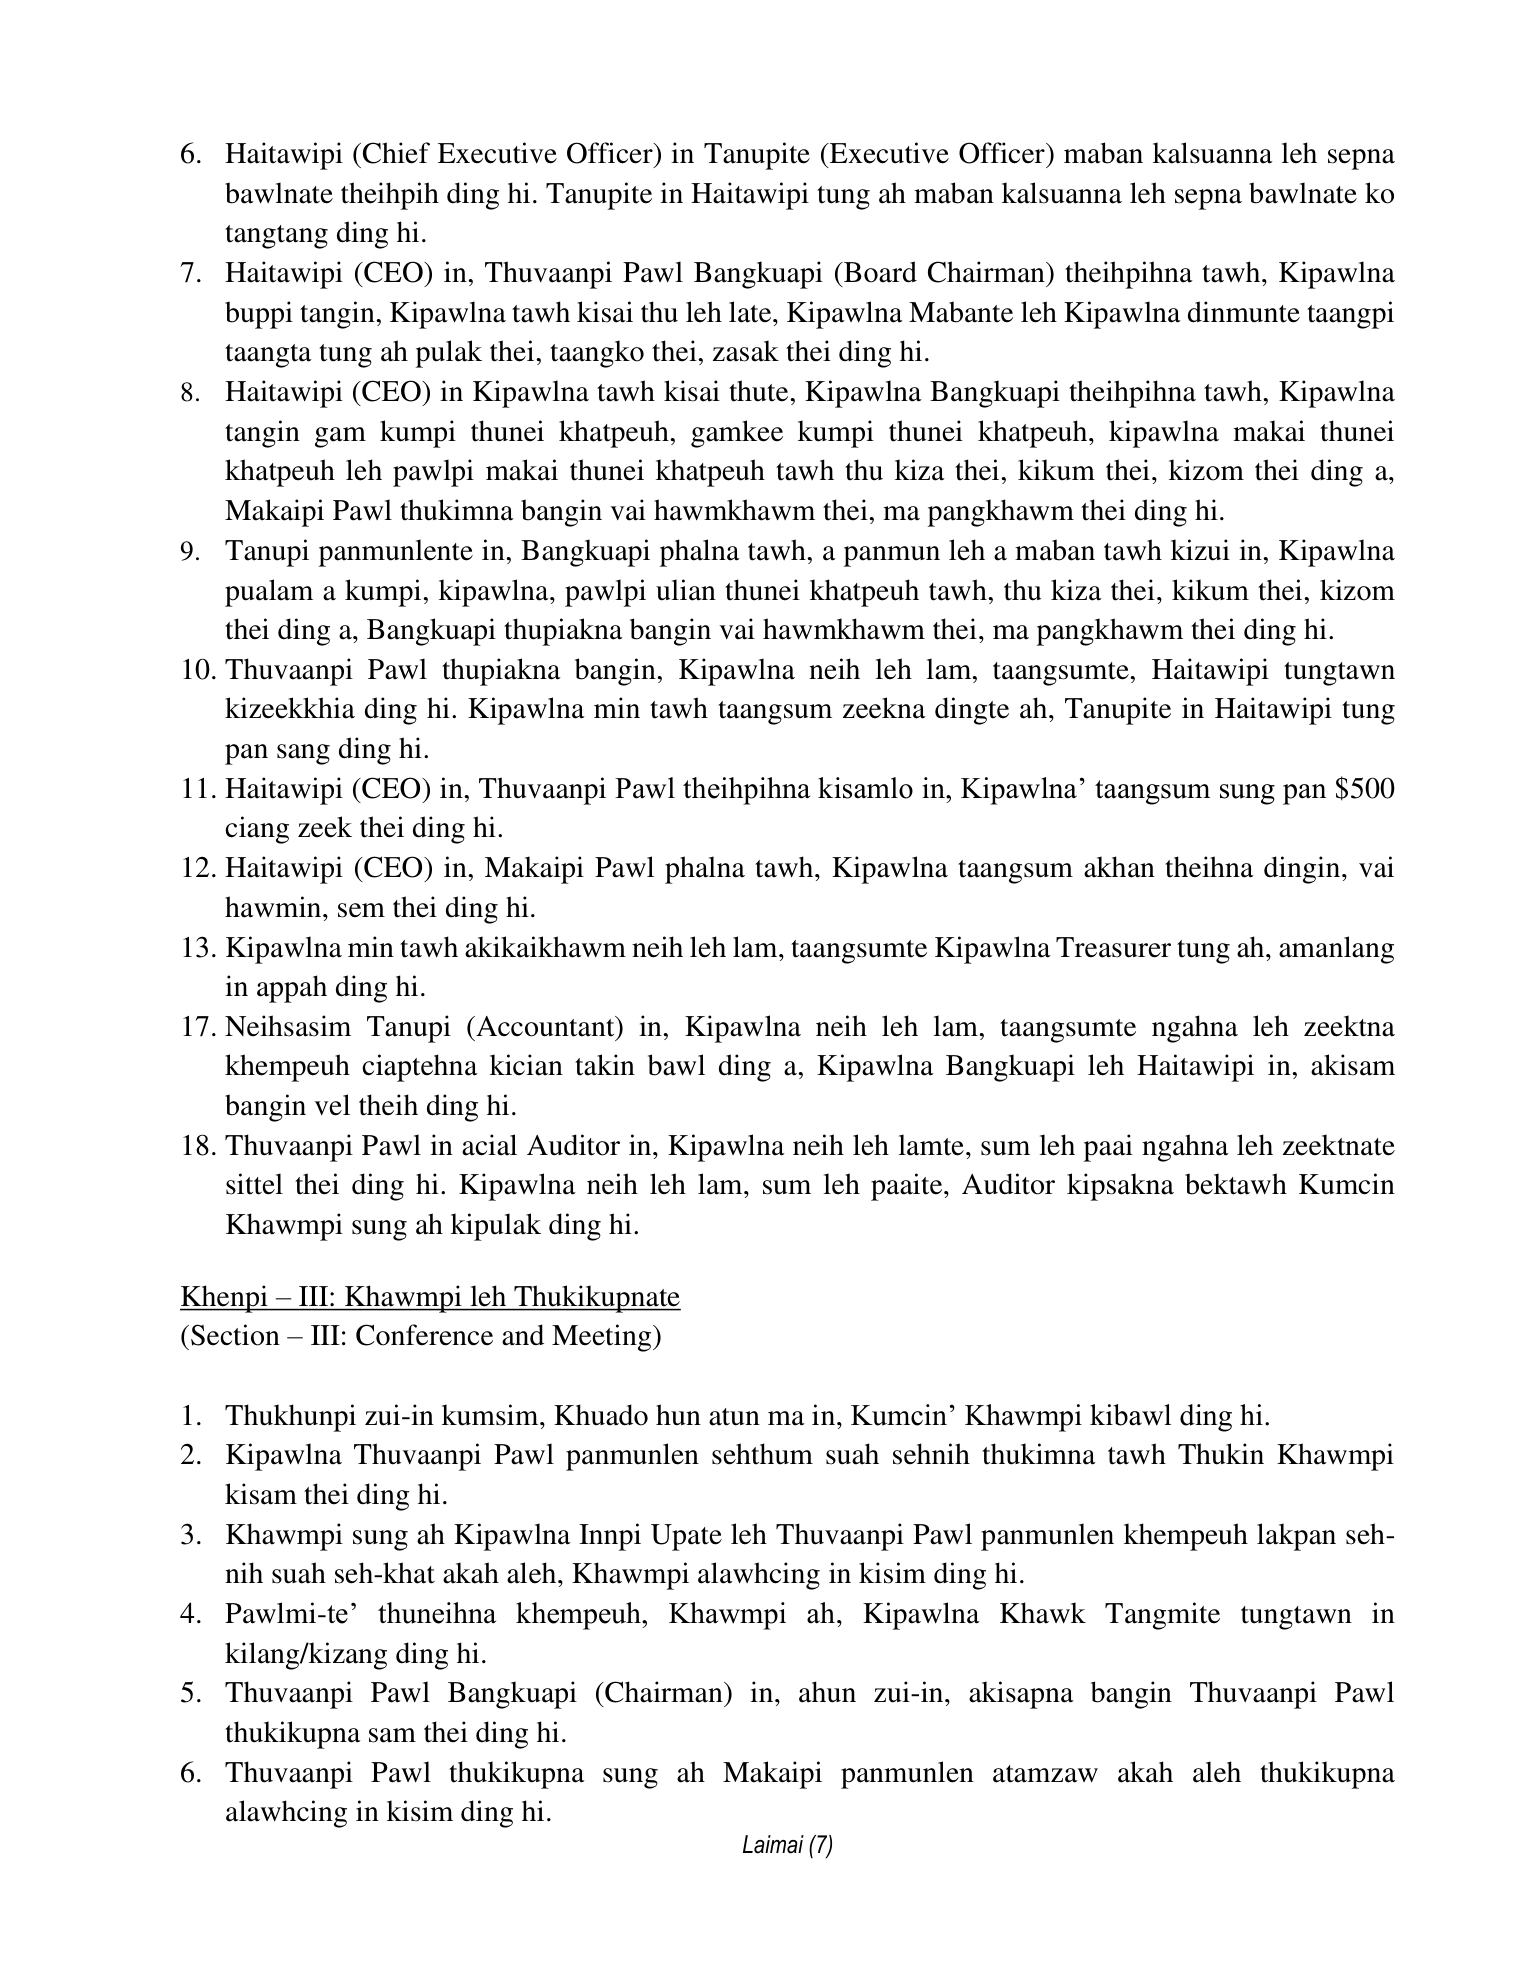 6. Haitawipi (Chief Executive Officer) in Tanupite (Executive Officer) maban kalsuanna leh sepna
bawlnate theihpih ding hi. Tanupite in Haitawipi tung ah maban kalsuanna leh sepna bawlnate ko
tangtang ding hi.
7. Haitawipi (CEO) in, Thuvaanpi Pawl Bangkuapi (Board Chairman) theihpihna tawh, Kipawlna
buppi tangin, Kipawlna tawh kisai thu leh late, Kipawlna Mabante leh Kipawlna dinmunte taangpi
taangta tung ah pulak thei, taangko thei, zasak thei ding hi.
8. Haitawipi (CEO) in Kipawlna tawh kisai thute, Kipawlna Bangkuapi theihpihna tawh, Kipawlna
tangin gam kumpi thunei khatpeuh, gamkee kumpi thunei khatpeuh, kipawlna makai thunei
khatpeuh leh pawlpi makai thunei khatpeuh tawh thu kiza thei, kikum thei, kizom thei ding a,
Makaipi Pawl thukimna bangin vai hawmkhawm thei, ma pangkhawm thei ding hi.
9. Tanupi panmunlente in, Bangkuapi phalna tawh, a panmun leh a maban tawh kizui in, Kipawlna
pualam a kumpi, kipawlna, pawlpi ulian thunei khatpeuh tawh, thu kiza thei, kikum thei, kizom
thei ding a, Bangkuapi thupiakna bangin vai hawmkhawm thei, ma pangkhawm thei ding hi.
10. Thuvaanpi Pawl thupiakna bangin, Kipawlna neih leh lam, taangsumte, Haitawipi tungtawn
kizeekkhia ding hi. Kipawlna min tawh taangsum zeekna dingte ah, Tanupite in Haitawipi tung
pan sang ding hi.
11. Haitawipi (CEO) in, Thuvaanpi Pawl theihpihna kisamlo in, Kipawlna’ taangsum sung pan $500
ciang zeek thei ding hi.
12. Haitawipi (CEO) in, Makaipi Pawl phalna tawh, Kipawlna taangsum akhan theihna dingin, vai
hawmin, sem thei ding hi.
13. Kipawlna min tawh akikaikhawm neih leh lam, taangsumte Kipawlna Treasurer tung ah, amanlang
in appah ding hi.
17. Neihsasim Tanupi (Accountant) in, Kipawlna neih leh lam, taangsumte ngahna leh zeektna
khempeuh ciaptehna kician takin bawl ding a, Kipawlna Bangkuapi leh Haitawipi in, akisam
bangin vel theih ding hi.
18. Thuvaanpi Pawl in acial Auditor in, Kipawlna neih leh lamte, sum leh paai ngahna leh zeektnate
sittel thei ding hi. Kipawlna neih leh lam, sum leh paaite, Auditor kipsakna bektawh Kumcin
Khawmpi sung ah kipulak ding hi.
Khenpi – III: Khawmpi leh Thukikupnate
(Section – III: Conference and Meeting)
1. Thukhunpi zui-in kumsim, Khuado hun atun ma in, Kumcin’ Khawmpi kibawl ding hi.
2. Kipawlna Thuvaanpi Pawl panmunlen sehthum suah sehnih thukimna tawh Thukin Khawmpi
kisam thei ding hi.
3. Khawmpi sung ah Kipawlna Innpi Upate leh Thuvaanpi Pawl panmunlen khempeuh lakpan seh-
nih suah seh-khat akah aleh, Khawmpi alawhcing in kisim ding hi.
4. Pawlmi-te’ thuneihna khempeuh, Khawmpi ah, Kipawlna Khawk Tangmite tungtawn in
kilang/kizang ding hi.
5. Thuvaanpi Pawl Bangkuapi (Chairman) in, ahun zui-in, akisapna bangin Thuvaanpi Pawl
thukikupna sam thei ding hi.
6. Thuvaanpi Pawl thukikupna sung ah Makaipi panmunlen atamzaw akah aleh thukikupna
alawhcing in kisim ding hi.
Laimai (7)